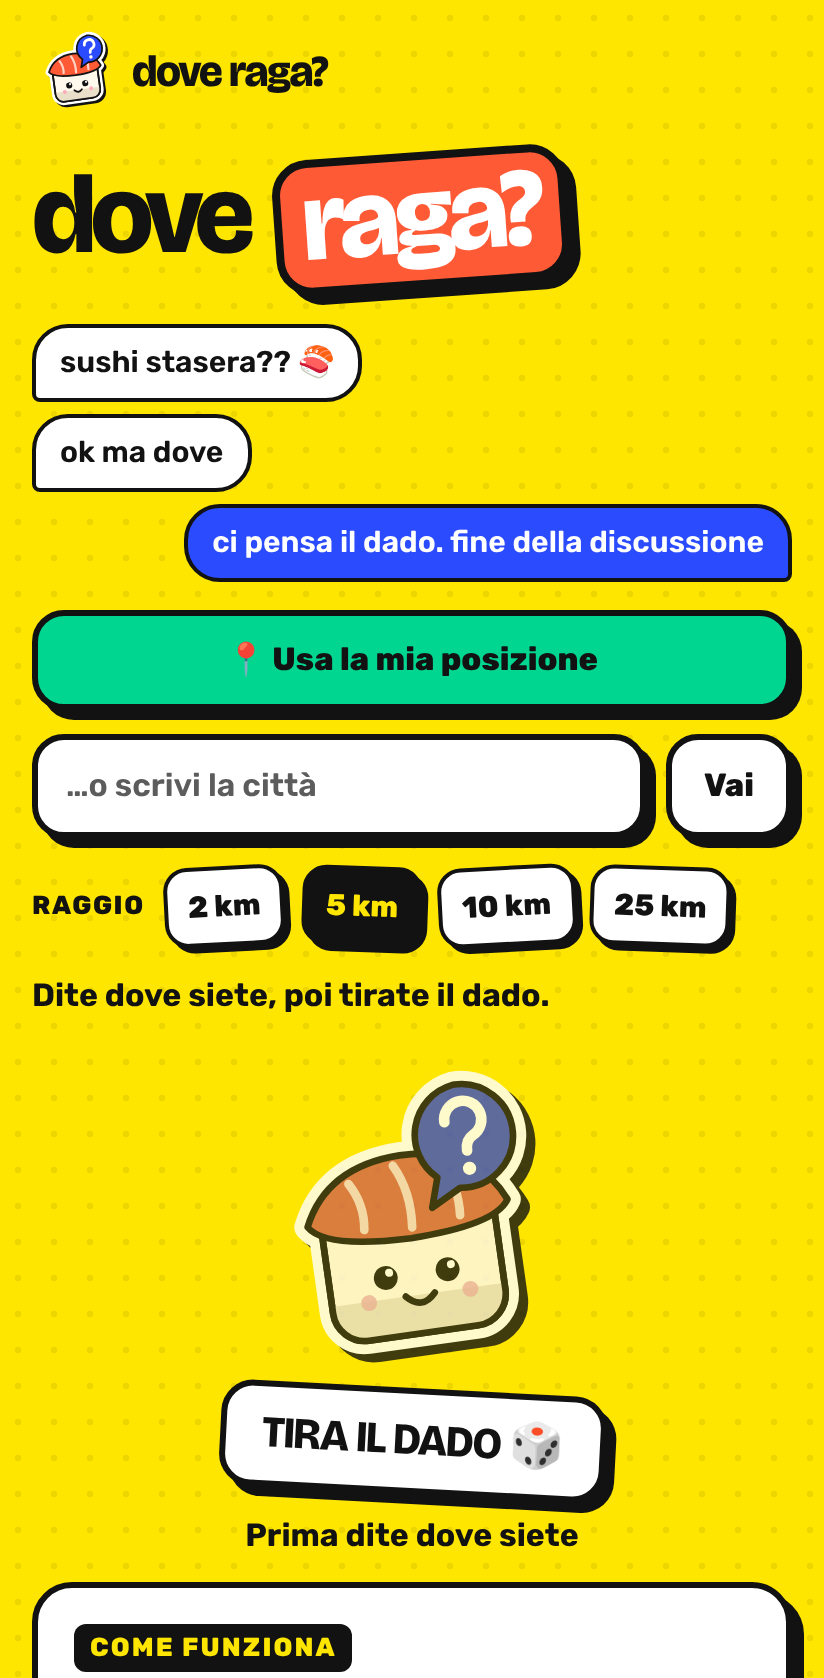 dove raga?
dove raga?
sushi stasera?? 🍣
ok ma dove
ci pensa il dado. fine della discussione
📍 Usa la mia posizione
...o scrivi la città
Vai
RAGGIO 2 km 5 km 10 km 25 km
Dite dove siete, poi tirate il dado.
?
TIRA IL DADO 🎲
Prima dite dove siete
COME FUNZIONA